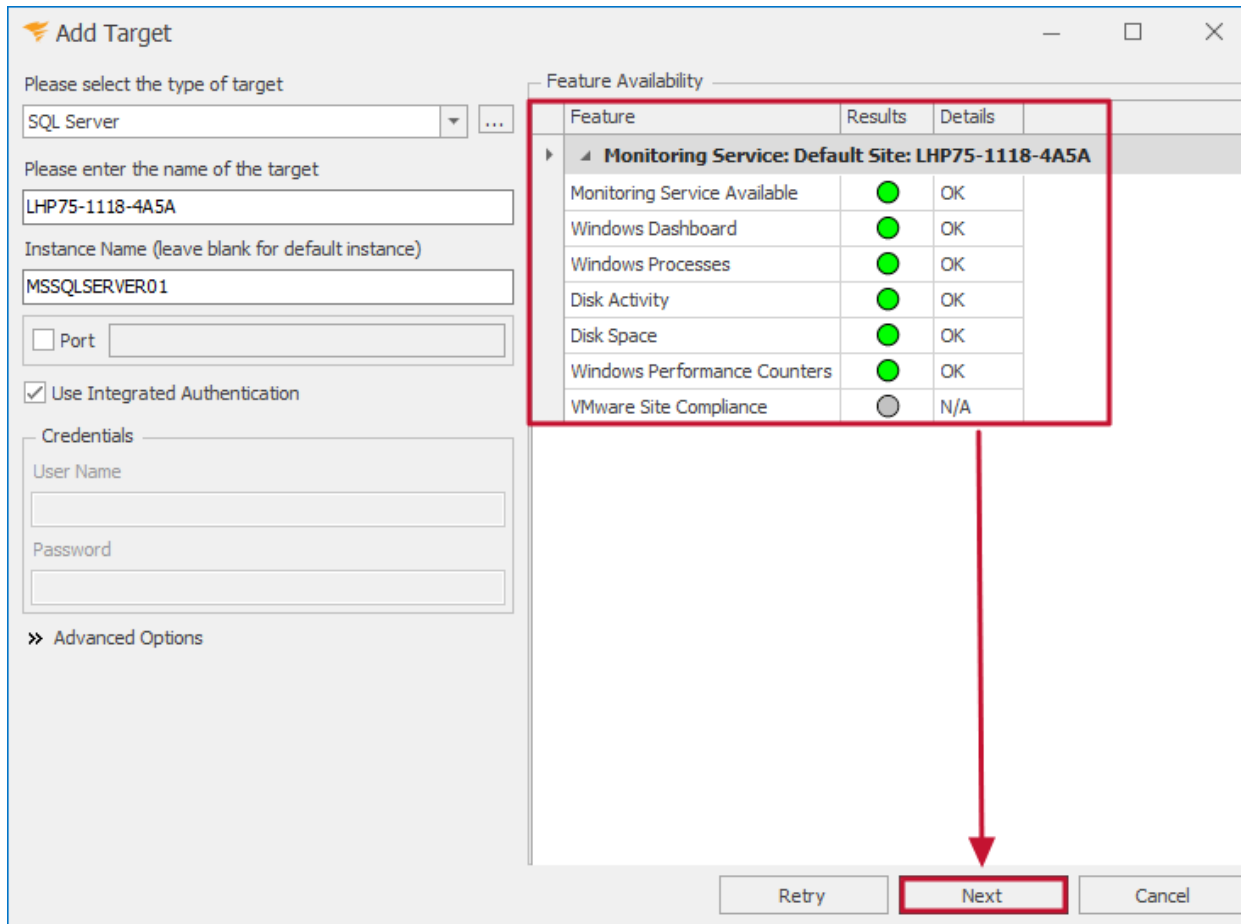 Add Target
Please select the type of target
SQL Server
...
Please enter the name of the target
LHP75-1118-4A5A
Instance Name (leave blank for default instance)
MSSQLSERVER01
Port
Use Integrated Authentication
Credentials
User Name
Password
Advanced Options
Feature Availability
Feature Results Details
Monitoring Service: Default Site: LHP75-1118-4A5A
Monitoring Service Available OK
Windows Dashboard OK
Windows Processes OK
Disk Activity OK
Disk Space OK
Windows Performance Counters OK
VMware Site Compliance N/A
Retry Next Cancel